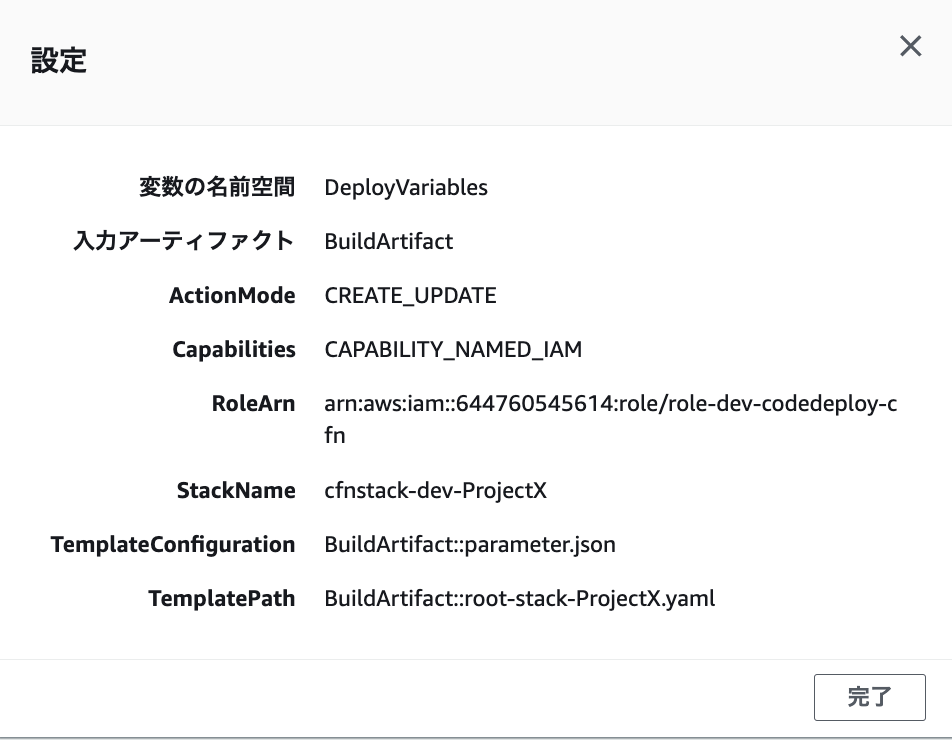 設定
変数の名前空間 DeployVariables
入力アーティファクト BuildArtifact
ActionMode CREATE_UPDATE
Capabilities CAPABILITY_NAMED_IAM
RoleArn arn:aws:iam::644760545614:role/role-dev-codedeploy-c
fn
StackName cfnstack-dev-ProjectX
TemplateConfiguration BuildArtifact::parameter.json
TemplatePath BuildArtifact::root-stack-ProjectX.yaml
完了